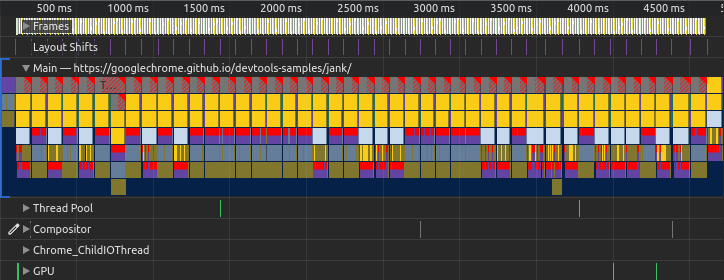 500 ms 1000 ms 1500 ms 2000 ms 2500 ms 3000 ms 3500 ms 4000 ms 4500 ms
Frames
Layout Shifts
Main — https://googlechrome.github.io/devtools-samples/jank/
T...
Thread Pool
Compositor
Chrome_ChildIOThread
GPU